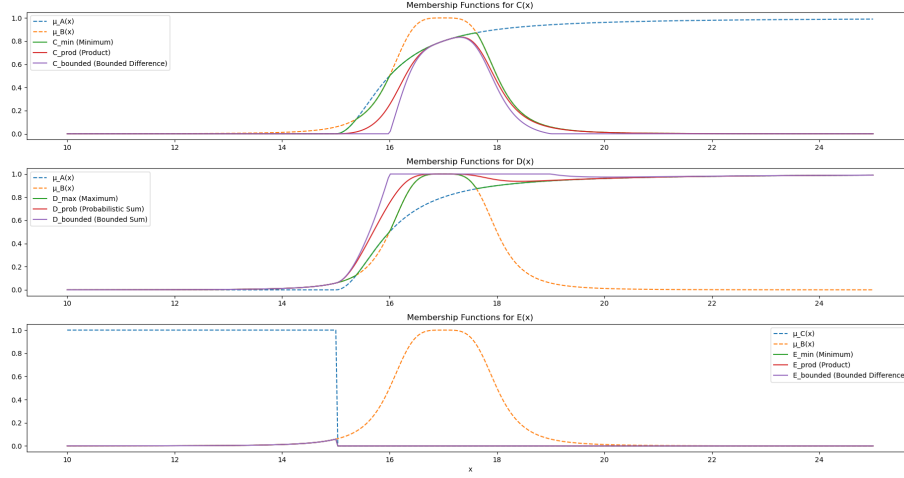 Membership Functions for C(x)
1.0
0.8
0.6
0.4
0.2
0.0
μ_A(x)
μ_B(x)
C_min (Minimum)
C_prod (Product)
C_bounded (Bounded Difference)
10 12 14 16 18 20 22 24
Membership Functions for D(x)
1.0
0.8
0.6
0.4
0.2
0.0
μ_A(x)
μ_B(x)
D_max (Maximum)
D_prob (Probabilistic Sum)
D_bounded (Bounded Sum)
10 12 14 16 18 20 22 24
Membership Functions for E(x)
1.0
0.8
0.6
0.4
0.2
0.0
μ_C(x)
μ_B(x)
E_min (Minimum)
E_prod (Product)
E_bounded (Bounded Difference)
10 12 14 16 18 20 22 24
x